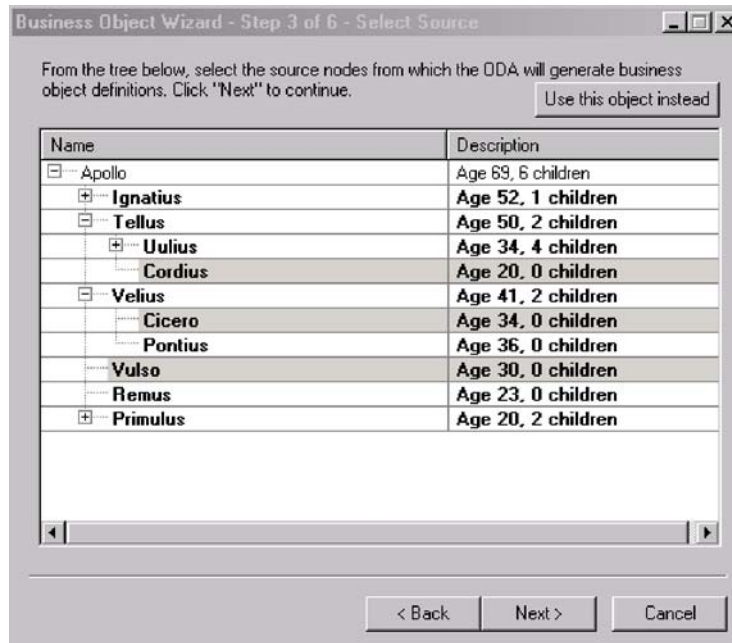 Business Object Wizard - Step 3 of 6 - Select Source
From the tree below, select the source nodes from which the ODA will generate business
object definitions. Click "Next" to continue.
Use this object instead
Name Description
Apollo Age 69, 6 children
Ignatius Age 52, 1 children
Tellus Age 50, 2 children
Uulius Age 34, 4 children
Cordius Age 20, 0 children
Velius Age 41, 2 children
Cicero Age 34, 0 children
Pontius Age 36, 0 children
Vulso Age 30, 0 children
Remus Age 23, 0 children
Primulus Age 20, 2 children
< Back Next > Cancel